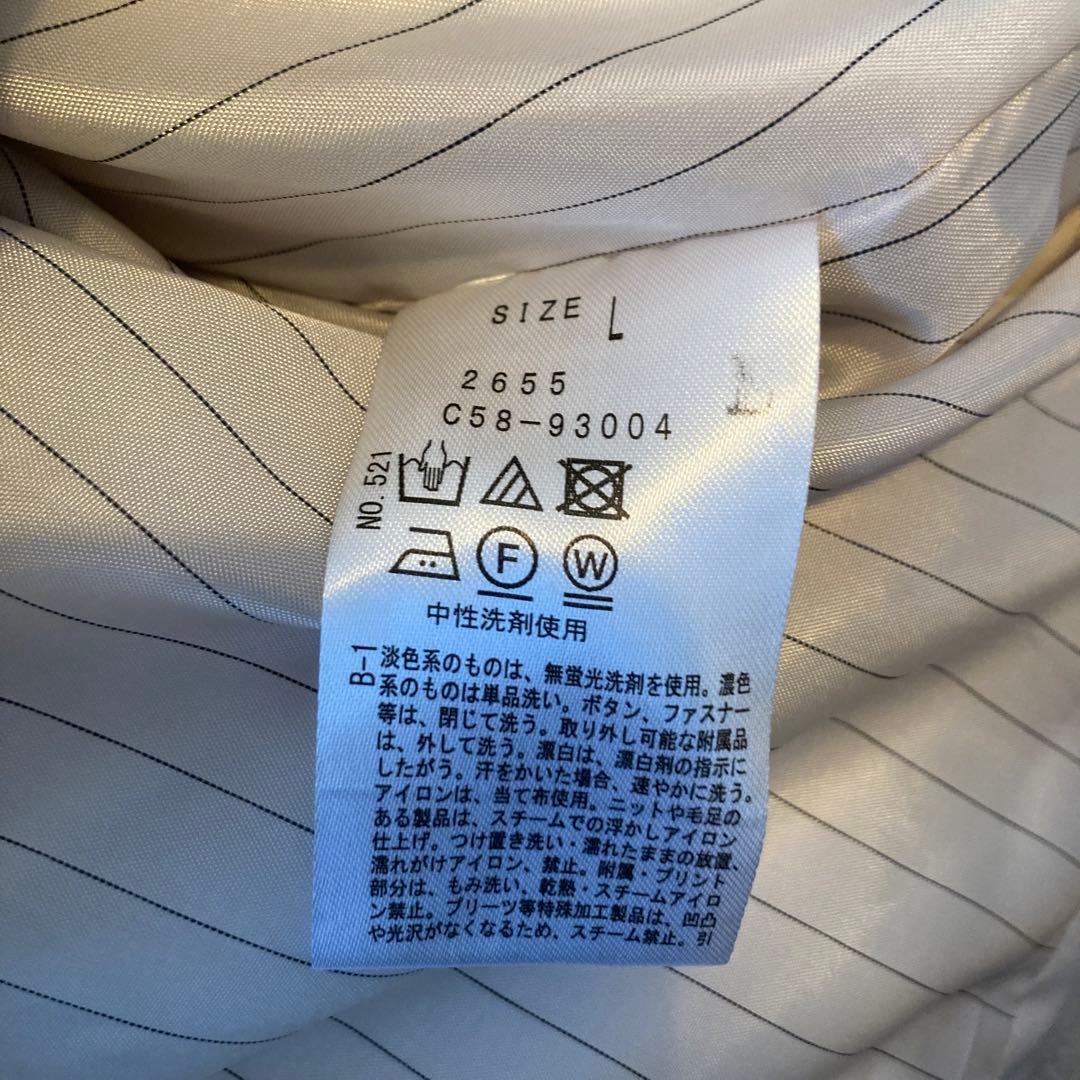 SIZE L
2655
L
C58-93004
NO.521
F
W
中性洗剤使用
B-1
淡色系のものは、無蛍光洗剤を使用。濃色
系のものは単品洗い。ボタン、ファスナー
等は、閉じて洗う。取り外し可能な附属品
は、外して洗う。漂白は、漂白剤の指示に
したがう。汗をかいた場合、速やかに洗う。
アイロンは、当て布使用。ニットや毛足の
ある製品は、スチームでの浮かしアイロン
仕上げ。つけ置き洗い・濡れたままの放置、
濡れがけアイロン、禁止。附属・プリント
部分は、もみ洗い、乾熱・スチームアイロ
ン禁止。プリーツ等特殊加工製品は、凹凸
や光沢がなくなるため、スチーム禁止。引